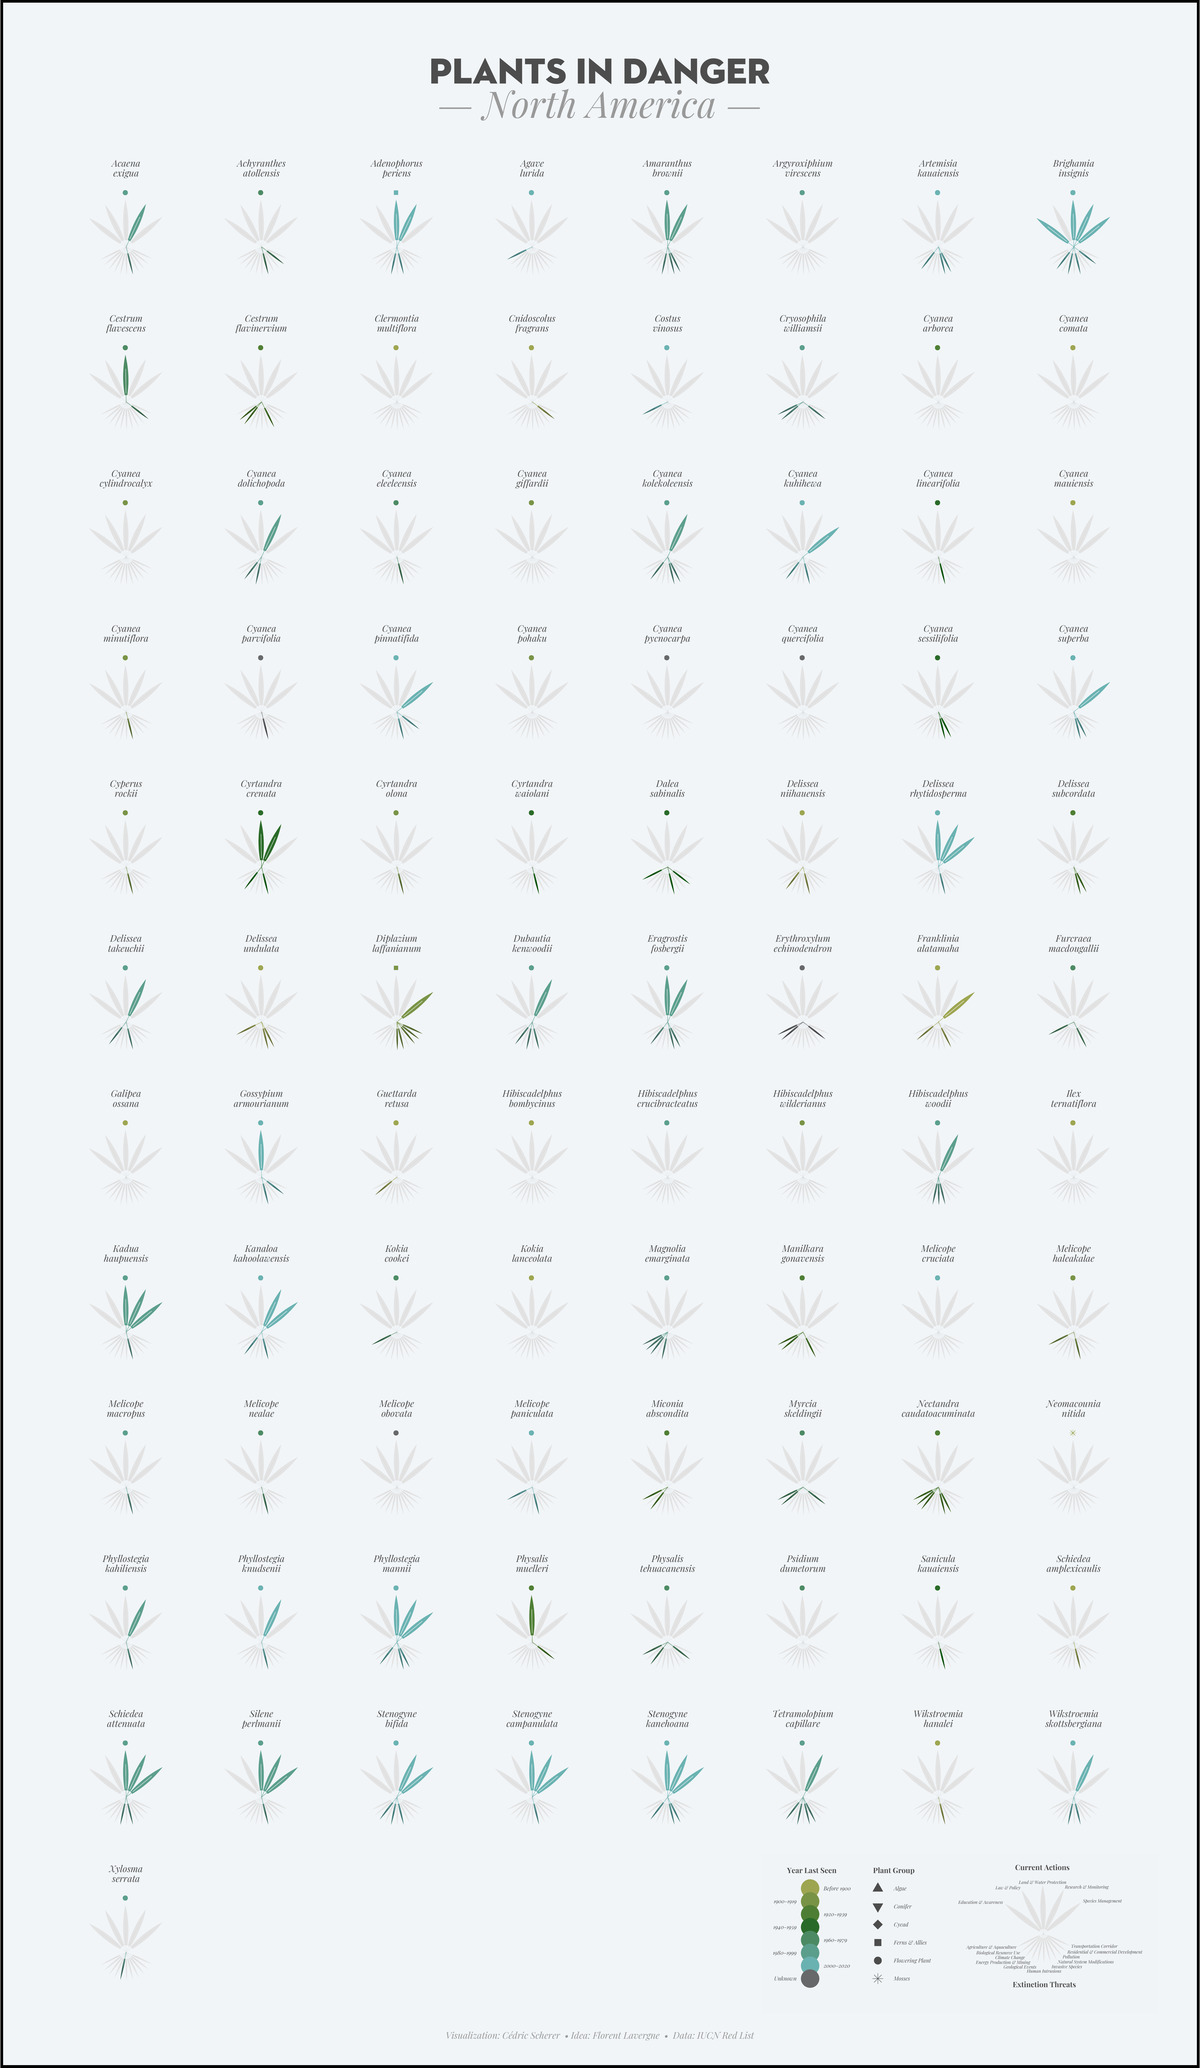 PLANTS IN DANGER
North America
Acaena
exigua
Achyranthes
atollensis
Adenophorus
periens
Agave
lurida
Amaranthus
brownii
Argyroxiphium
virescens
Artemisia
kauaiensis
Brighamia
insignis
Cestrum
flavescens
Cestrum
flavinervium
Clermontia
multiflora
Cnidoscolus
fragrans
Costus
vinosus
Cryosophila
williamsii
Cyanea
arborea
Cyanea
comata
Cyanea
cylindrocalyx
Cyanea
dolichopoda
Cyanea
eleeleensis
Cyanea
giffardii
Cyanea
kolekoleensis
Cyanea
kuhihewa
Cyanea
linearifolia
Cyanea
mauiensis
Cyanea
minutiflora
Cyanea
parvifolia
Cyanea
pinnatifida
Cyanea
pohaku
Cyanea
pycnocarpa
Cyanea
quercifolia
Cyanea
sessilifolia
Cyanea
superba
Cyperus
rockii
Cyrtandra
crenata
Cyrtandra
olona
Cyrtandra
waiolani
Dalea
sabinalis
Delissea
niihauensis
Delissea
rhytidosperma
Delissea
subcordata
Delissea
takeuchii
Delissea
undulata
Diplazium
laffanianum
Dubautia
kenwoodii
Eragrostis
fosbergii
Erythroxylum
echinodendron
Franklinia
alatamaha
Furcraea
macdougallii
Galipea
ossana
Gossypium
armourianum
Guettarda
retusa
Hibiscadelphus
bombycinus
Hibiscadelphus
crucibracteatus
Hibiscadelphus
wilderianus
Hibiscadelphus
woodii
Ilex
ternatiflora
Kadua
haupuensis
Kanaloa
kahoolawensis
Kokia
cookei
Kokia
lanceolata
Magnolia
emarginata
Manilkara
gonavensis
Melicope
cruciata
Melicope
haleakalae
Melicope
macropus
Melicope
nealae
Melicope
obovata
Melicope
paniculata
Miconia
abscondita
Myrcia
skeldingii
Nectandra
caudatoacuminata
Neomacounia
nitida
Phyllostegia
kahiliensis
Phyllostegia
knudsenii
Phyllostegia
mannii
Physalis
muelleri
Physalis
tehuacanensis
Psidium
dumetorum
Sanicula
kauaiensis
Schiedea
amplexicaulis
Schiedea
attenuata
Silene
perlmanii
Stenogyne
bifida
Stenogyne
campanulata
Stenogyne
kanehoana
Tetramolopium
capillare
Wikstroemia
hanalei
Wikstroemia
skottsbergiana
Xylosma
serrata
Year Last Seen
Before 1900
1900–1919
1920–1939
1940–1959
1960–1979
1980–1999
2000–2020
Unknown
Plant Group
Algae
Conifer
Cycad
Ferns & Allies
Flowering Plant
Mosses
Current Actions
Land & Water Protection
Law & Policy
Research & Monitoring
Education & Awareness
Species Management
Agriculture & Aquaculture
Transportation Corridor
Biological Resource Use
Residential & Commercial Development
Climate Change
Pollution
Energy Production & Mining
Natural System Modifications
Geological Events
Invasive Species
Human Intrusions
Extinction Threats
Visualization: Cédric Scherer • Idea: Florent Lavergne • Data: IUCN Red List